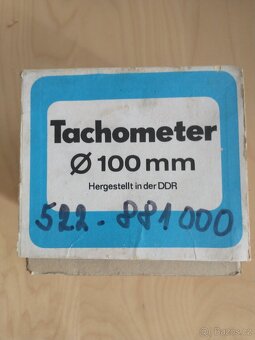 Tachometer
Ø 100 mm
Hergestellt in der DDR
522-881000